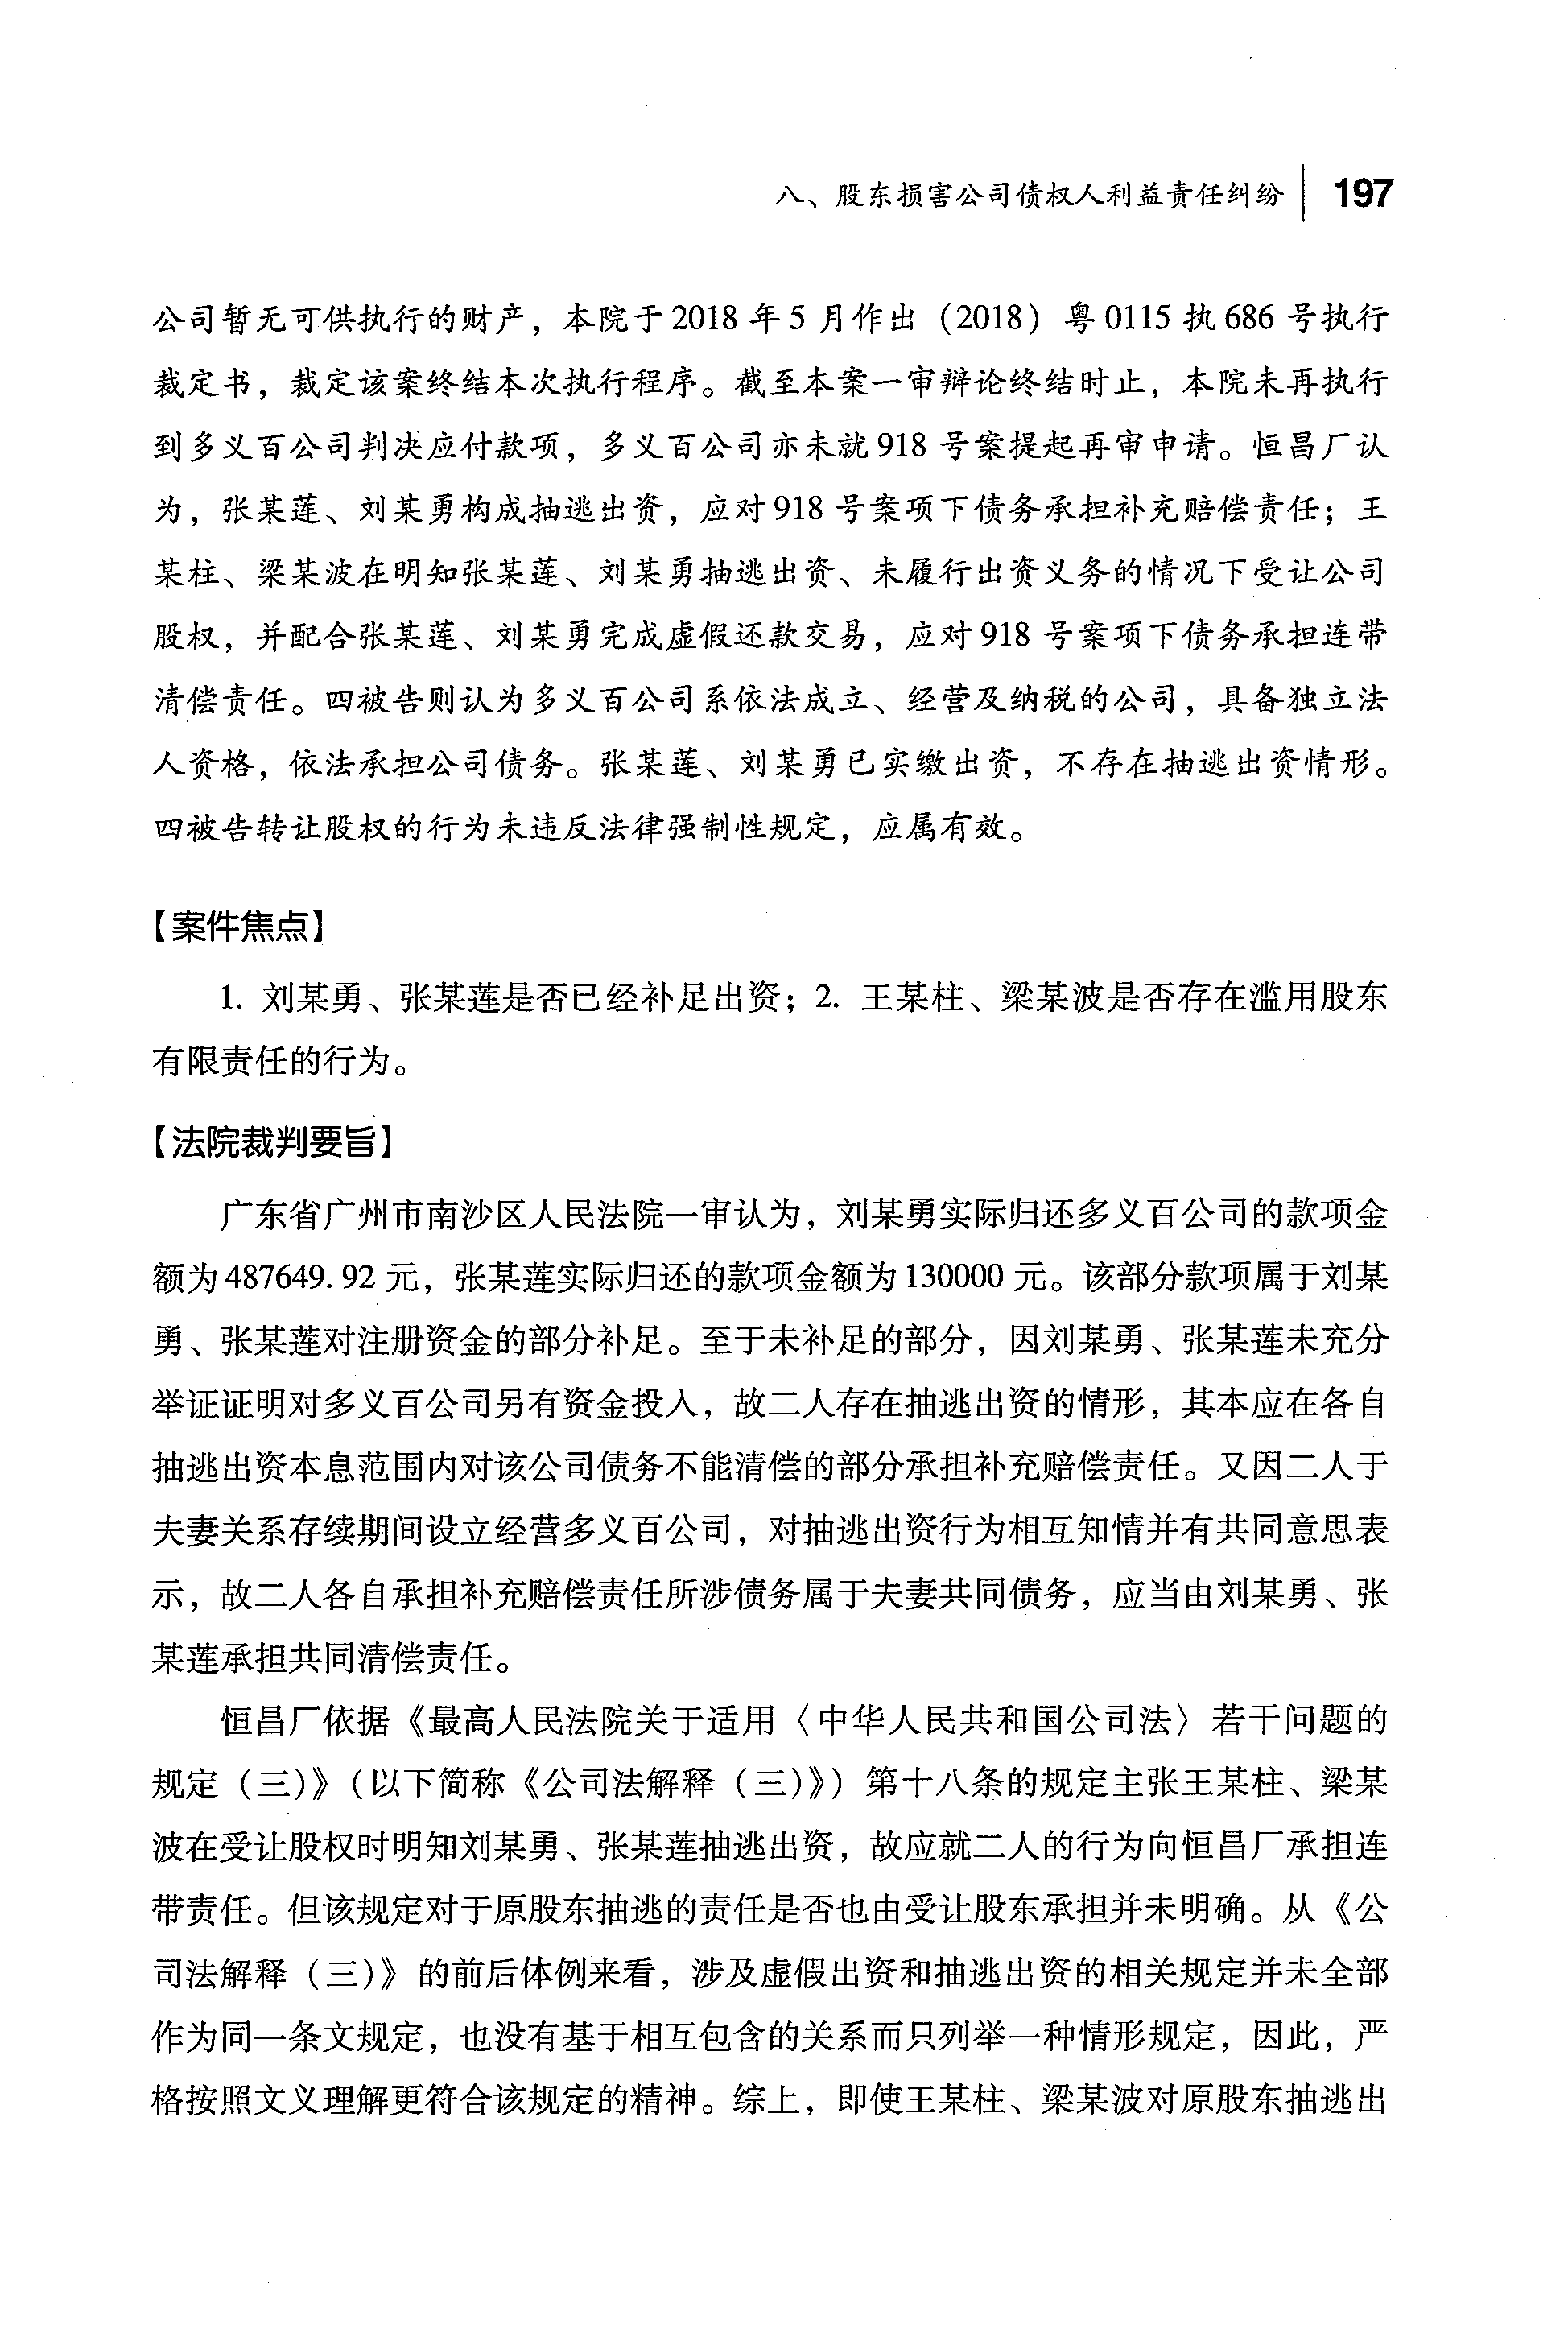 八、股东损害公司债权人利益责任纠纷 197
公司暂无可供执行的财产，本院于2018年5月作出（2018）粤0115执686号执行
裁定书，裁定该案终结本次执行程序。截至本案一审辩论终结时止，本院未再执行
到多义百公司判决应付款项，多义百公司亦未就918号案提起再审申请。恒昌厂认
为，张某莲、刘某勇构成抽逃出资，应对918号案项下债务承担补充赔偿责任；王
某柱、梁某波在明知张某莲、刘某勇抽逃出资、未履行出资义务的情况下受让公司
股权，并配合张某莲、刘某勇完成虚假还款交易，应对918号案项下债务承担连带
清偿责任。四被告则认为多义百公司系依法成立、经营及纳税的公司，具备独立法
人资格，依法承担公司债务。张某莲、刘某勇已实缴出资，不存在抽逃出资情形。
四被告转让股权的行为未违反法律强制性规定，应属有效。
【案件焦点】
1. 刘某勇、张某莲是否已经补足出资；2. 王某柱、梁某波是否存在滥用股东
有限责任的行为。
【法院裁判要旨】
广东省广州市南沙区人民法院一审认为，刘某勇实际归还多义百公司的款项金
额为487649.92元，张某莲实际归还的款项金额为130000元。该部分款项属于刘某
勇、张某莲对注册资金的部分补足。至于未补足的部分，因刘某勇、张某莲未充分
举证证明对多义百公司另有资金投入，故二人存在抽逃出资的情形，其本应在各自
抽逃出资本息范围内对该公司债务不能清偿的部分承担补充赔偿责任。又因二人于
夫妻关系存续期间设立经营多义百公司，对抽逃出资行为相互知情并有共同意思表
示，故二人各自承担补充赔偿责任所涉债务属于夫妻共同债务，应当由刘某勇、张
某莲承担共同清偿责任。
恒昌厂依据《最高人民法院关于适用〈中华人民共和国公司法〉若干问题的
规定（三）》（以下简称《公司法解释（三）》）第十八条的规定主张王某柱、梁某
波在受让股权时明知刘某勇、张某莲抽逃出资，故应就二人的行为向恒昌厂承担连
带责任。但该规定对于原股东抽逃的责任是否也由受让股东承担并未明确。从《公
司法解释（三）》的前后体例来看，涉及虚假出资和抽逃出资的相关规定并未全部
作为同一条文规定，也没有基于相互包含的关系而只列举一种情形规定，因此，严
格按照文义理解更符合该规定的精神。综上，即使王某柱、梁某波对原股东抽逃出